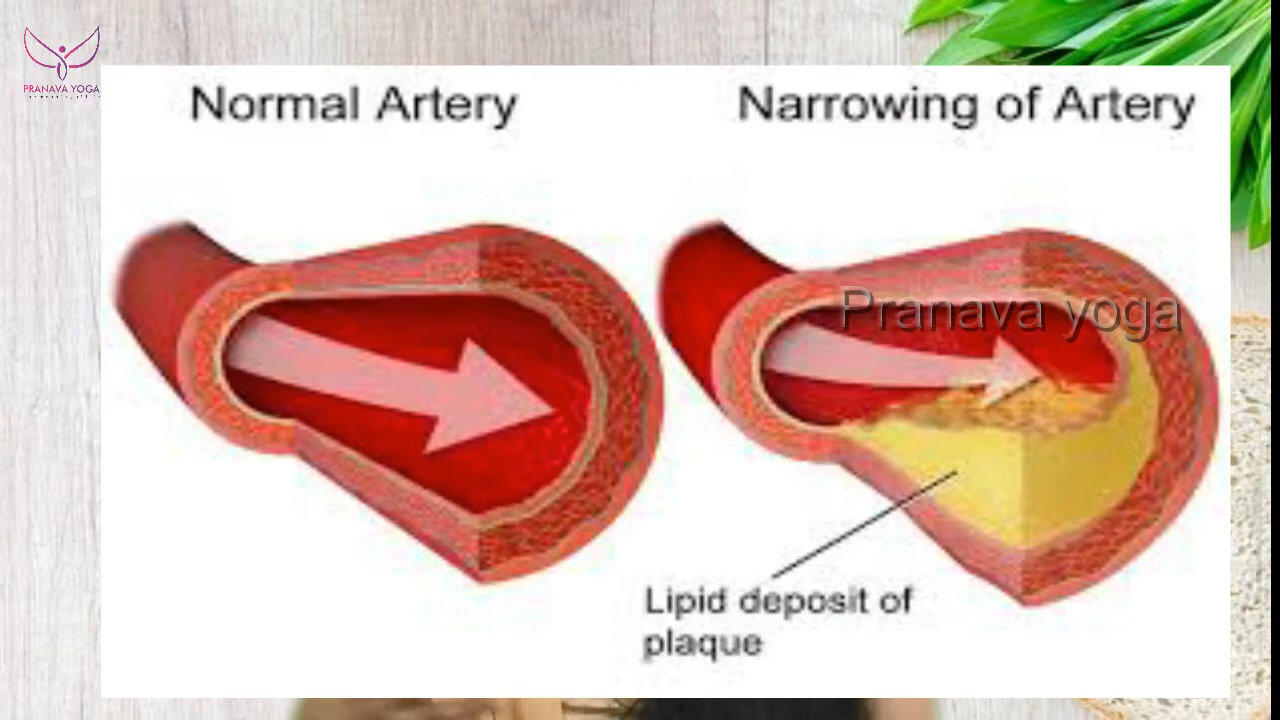 PRANAVA YOGA
Normal Artery
Narrowing of Artery
Pranava yoga
Lipid deposit of
plaque